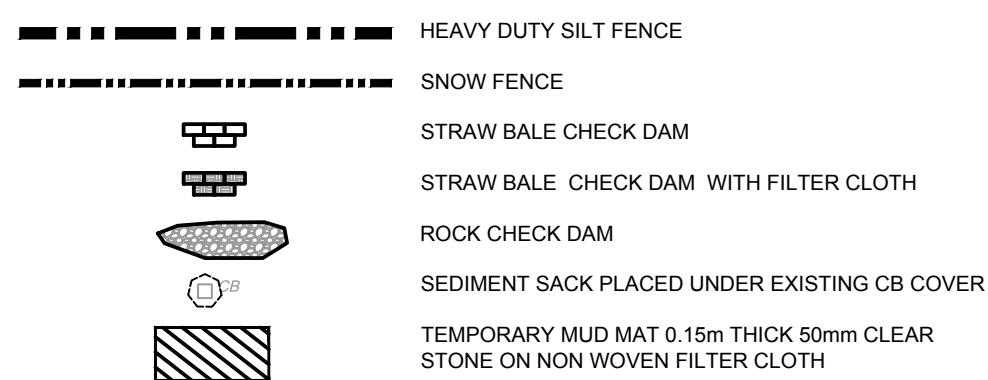 HEAVY DUTY SILT FENCE
SNOW FENCE
STRAW BALE CHECK DAM
STRAW BALE CHECK DAM WITH FILTER CLOTH
ROCK CHECK DAM
CB SEDIMENT SACK PLACED UNDER EXISTING CB COVER
TEMPORARY MUD MAT 0.15m THICK 50mm CLEAR
STONE ON NON WOVEN FILTER CLOTH